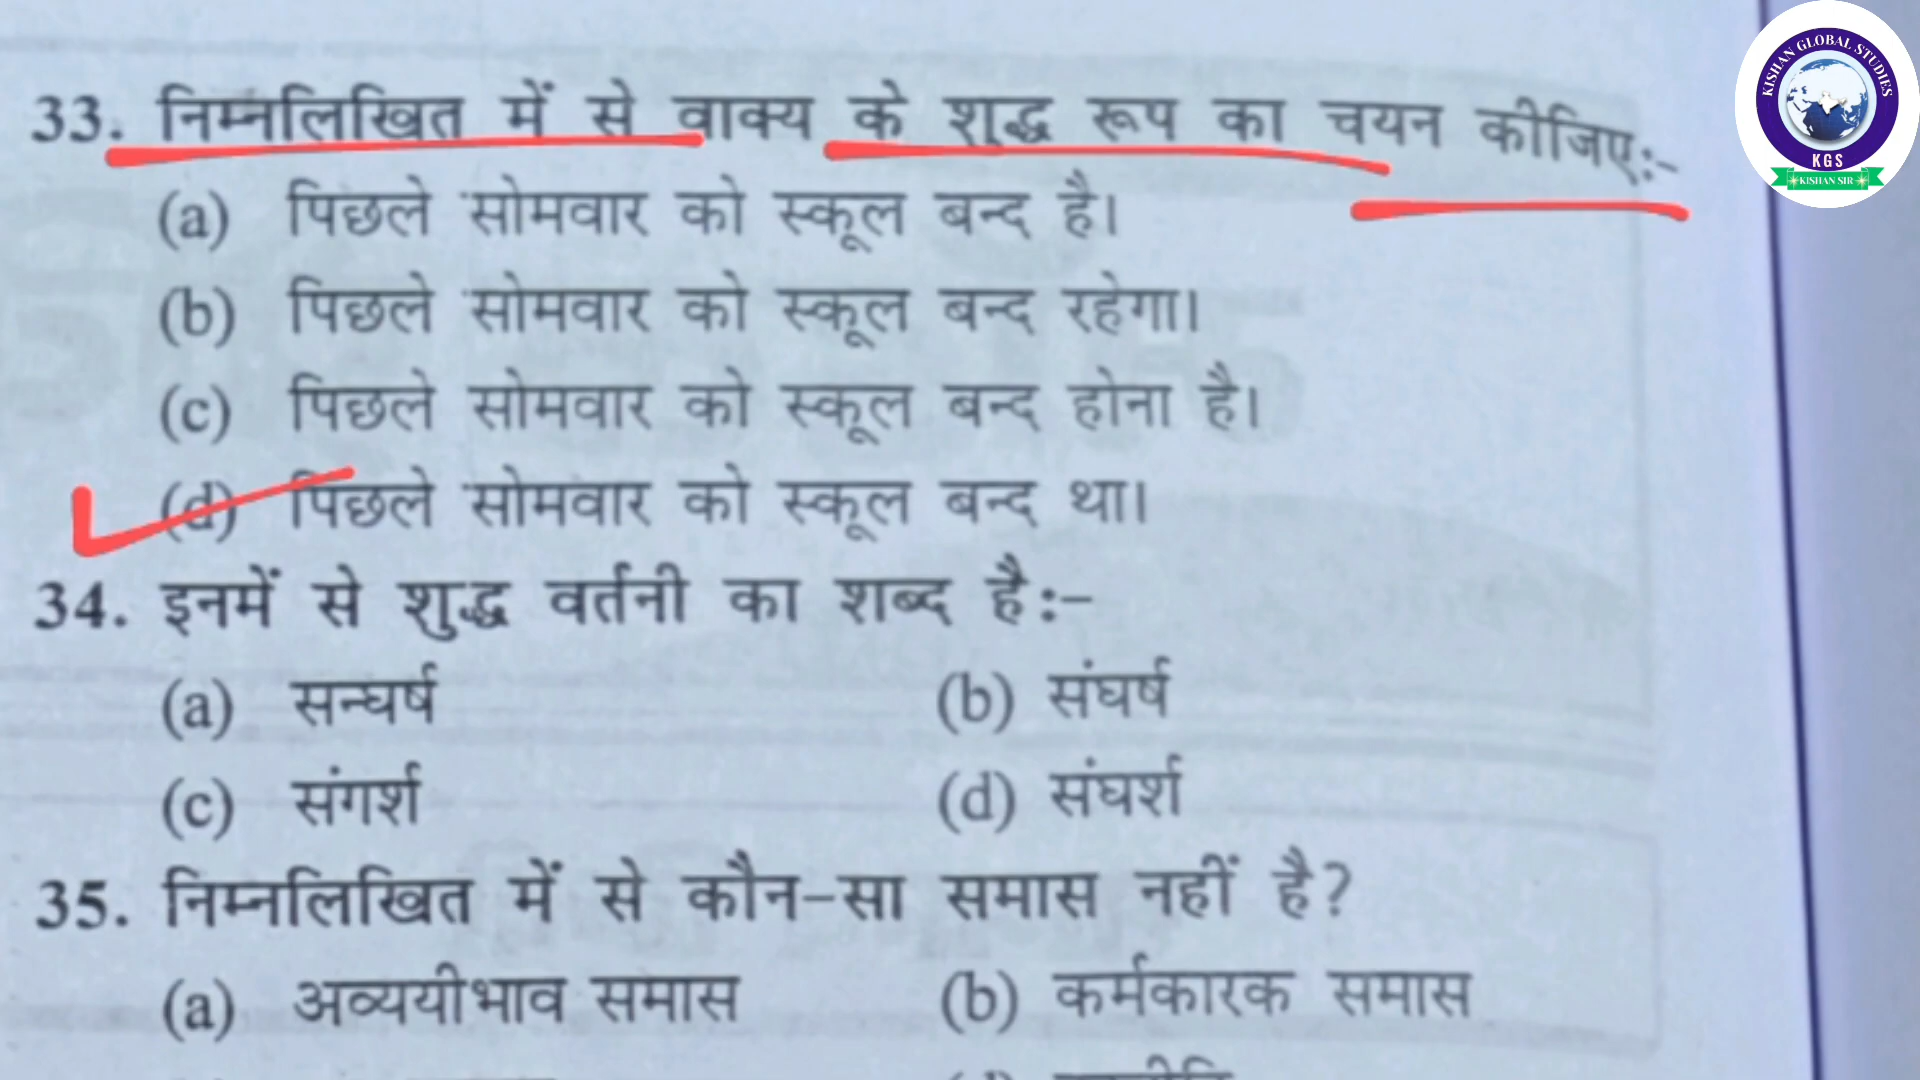 33. निम्नलिखित में से वाक्य के शुद्ध रूप का चयन कीजिए:-
(a) पिछले सोमवार को स्कूल बन्द है।
(b) पिछले सोमवार को स्कूल बन्द रहेगा।
(c) पिछले सोमवार को स्कूल बन्द होना है।
(d) पिछले सोमवार को स्कूल बन्द था।
34. इनमें से शुद्ध वर्तनी का शब्द है:-
(a) सन्घर्ष (b) संघर्ष
(c) संगर्श (d) संघर्श
35. निम्नलिखित में से कौन-सा समास नहीं है?
(a) अव्ययीभाव समास (b) कर्मकारक समास
KISHAN GLOBAL STUDIES
KGS
KISHAN SIR